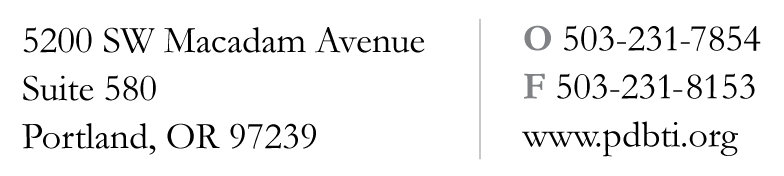 5200 SW Macadam Avenue
Suite 580
Portland, OR 97239
O 503-231-7854
F 503-231-8153
www.pdbti.org